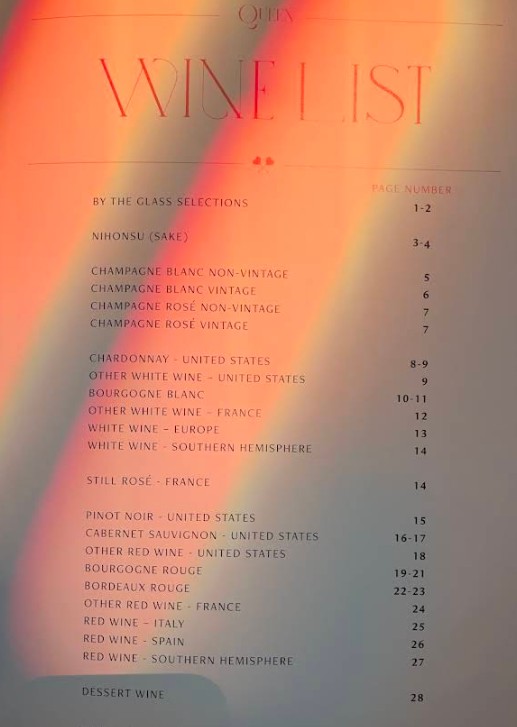 QUEEN
WINE LIST
PAGE NUMBER
BY THE GLASS SELECTIONS 1-2
NIHONSU (SAKE) 3-4
CHAMPAGNE BLANC NON-VINTAGE 5
CHAMPAGNE BLANC VINTAGE 6
CHAMPAGNE ROSÉ NON-VINTAGE 7
CHAMPAGNE ROSÉ VINTAGE 7
CHARDONNAY - UNITED STATES 8-9
OTHER WHITE WINE – UNITED STATES 9
BOURGOGNE BLANC 10-11
OTHER WHITE WINE – FRANCE 12
WHITE WINE – EUROPE 13
WHITE WINE - SOUTHERN HEMISPHERE 14
STILL ROSÉ - FRANCE 14
PINOT NOIR - UNITED STATES 15
CABERNET SAUVIGNON - UNITED STATES 16-17
OTHER RED WINE - UNITED STATES 18
BOURGOGNE ROUGE 19-21
BORDEAUX ROUGE 22-23
OTHER RED WINE - FRANCE 24
RED WINE – ITALY 25
RED WINE - SPAIN 26
RED WINE - SOUTHERN HEMISPHERE 27
DESSERT WINE 28